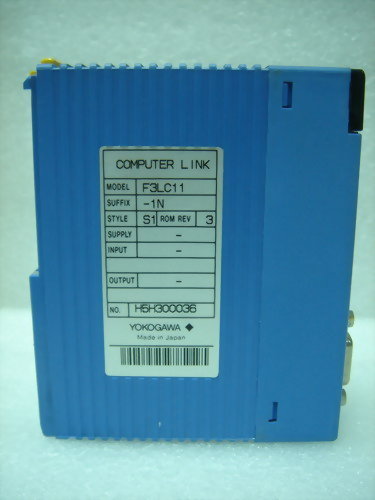 COMPUTER LINK
MODEL F3LC11
SUFFIX -1N
STYLE S1 ROM REV 3
SUPPLY -
INPUT -
OUTPUT -
NO. H5H300036
YOKOGAWA ◆
Made in Japan